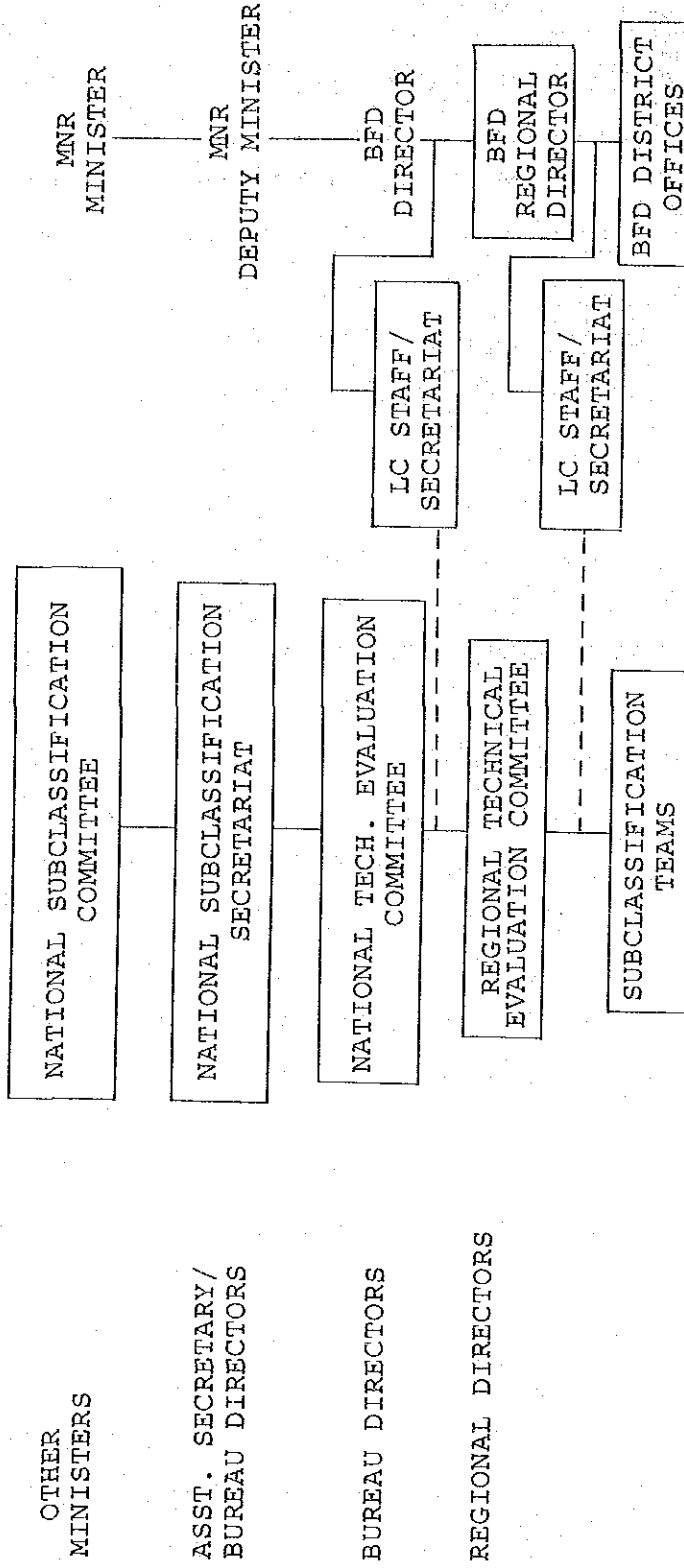 OTHER
MINISTERS
NATIONAL SUBCLASSIFICATION
COMMITTEE
MNR
MINISTER
ASST. SECRETARY/
BUREAU DIRECTORS
NATIONAL SUBCLASSIFICATION
SECRETARIAT
MNR
DEPUTY MINISTER
BUREAU DIRECTORS
NATIONAL TECH. EVALUATION
COMMITTEE
LC STAFF/
SECRETARIAT
BFD
DIRECTOR
REGIONAL DIRECTORS
REGIONAL TECHNICAL
EVALUATION COMMITTEE
BFD
REGIONAL
DIRECTOR
LC STAFF/
SECRETARIAT
SUBCLASSIFICATION
TEAMS
BFD DISTRICT
OFFICES